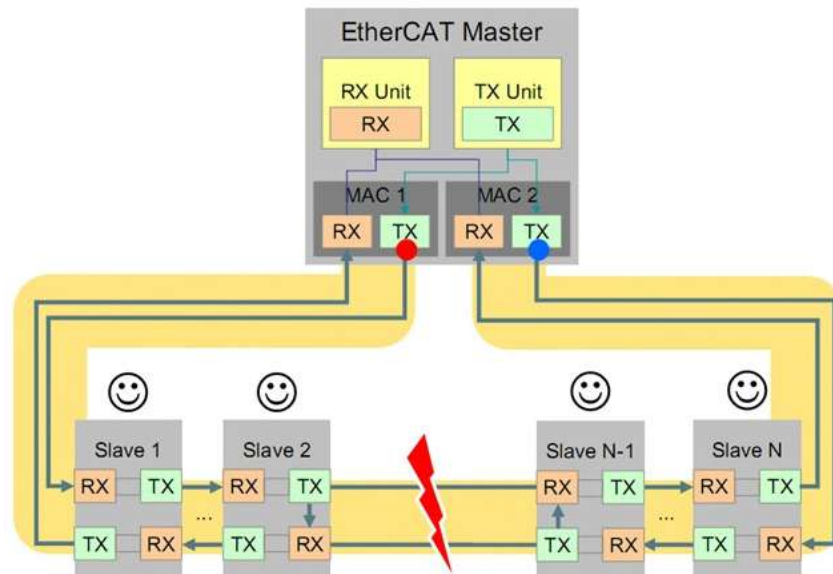 EtherCAT Master
RX Unit
TX Unit
RX
TX
MAC 1
MAC 2
RX
TX
RX
TX
Slave 1
Slave 2
Slave N-1
Slave N
RX
TX
RX
TX
RX
TX
RX
TX
...
...
TX
RX
TX
RX
TX
RX
TX
RX